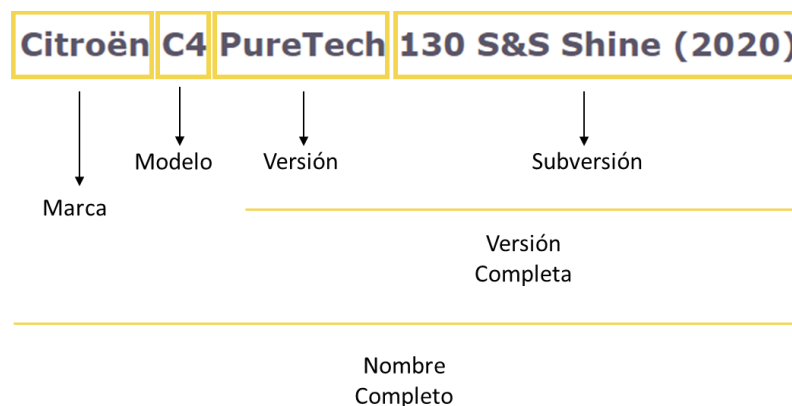 Citroën C4 PureTech 130 S&S Shine (2020)
Modelo Versión Subversión
Marca
Versión
Completa
Nombre
Completo